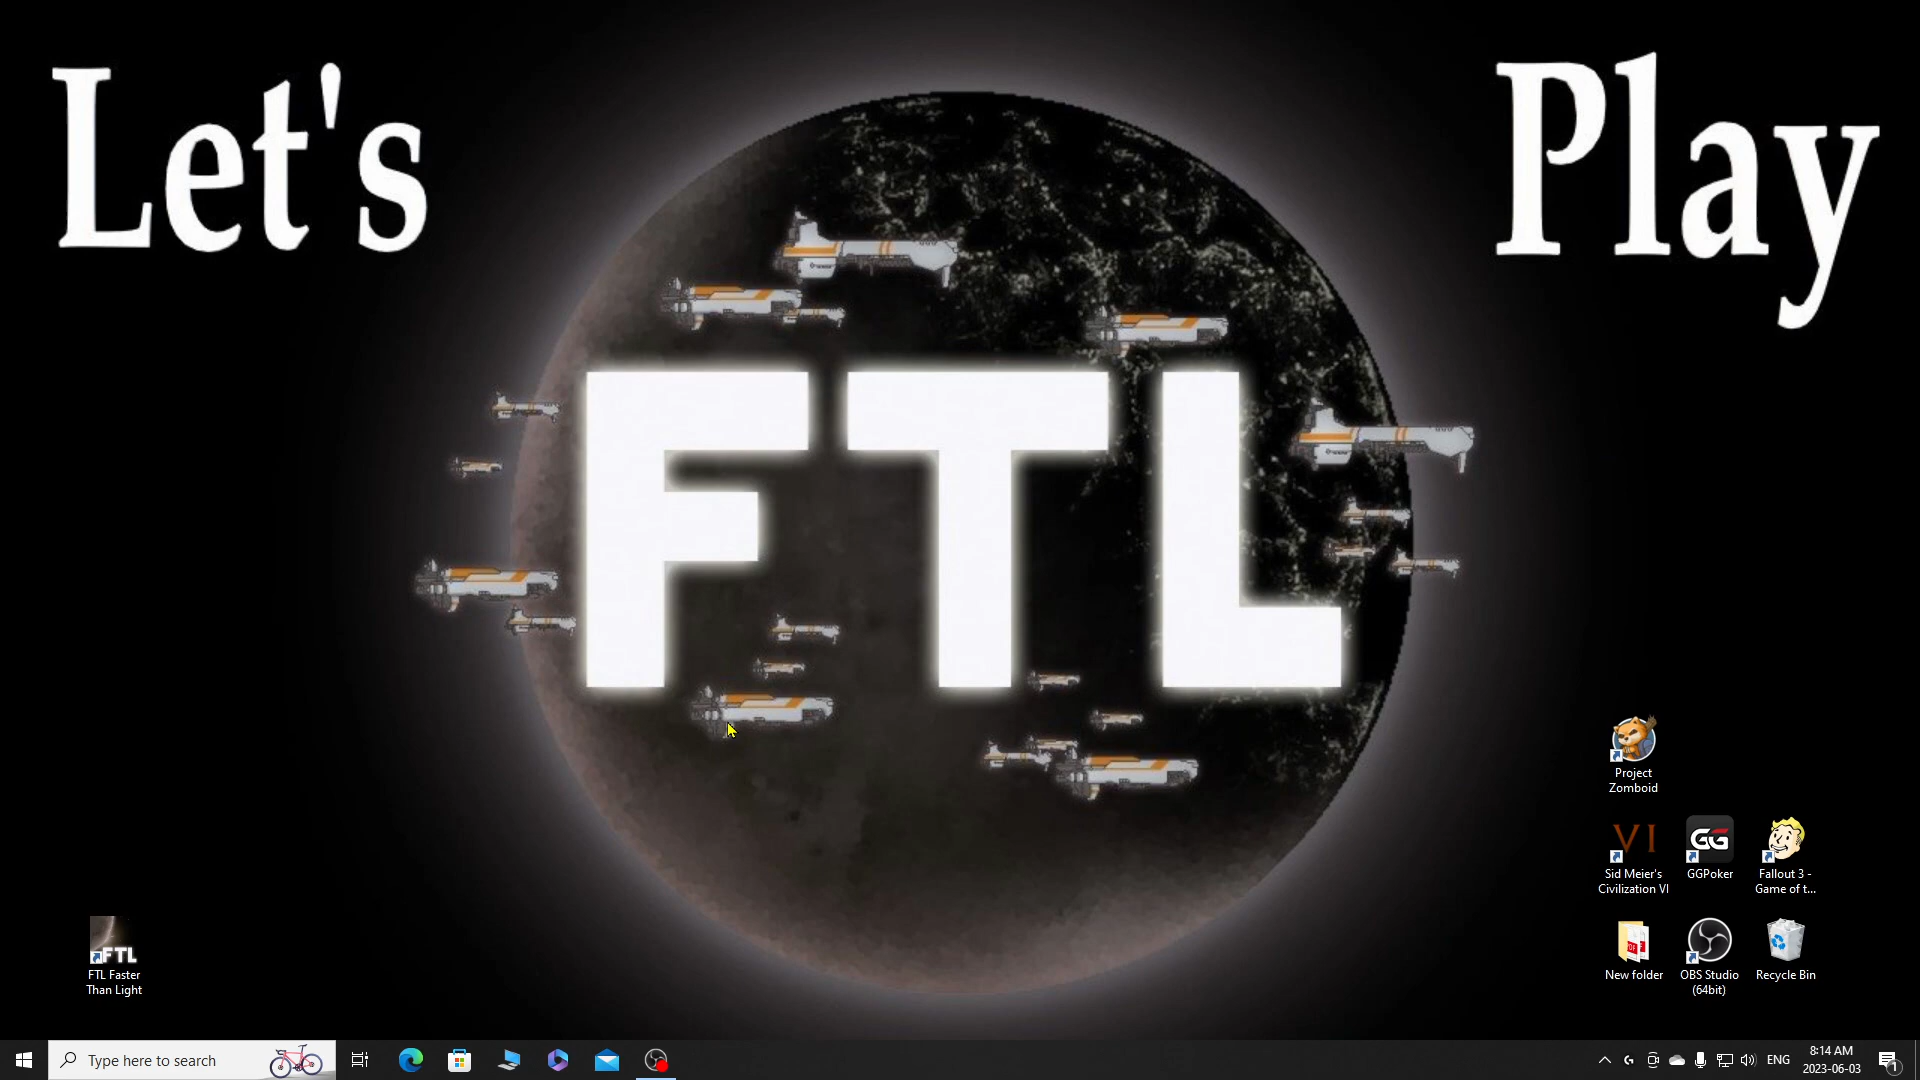 Let's Play
FTL
Project
Zomboid
VI
Sid Meier's
Civilization VI
GG
GGPoker
Fallout 3 -
Game of t...
FTL
FTL Faster
Than Light
PDF
New folder
OBS Studio
(64bit)
Recycle Bin
Type here to search
ENG
8:14 AM
2023-06-03
1